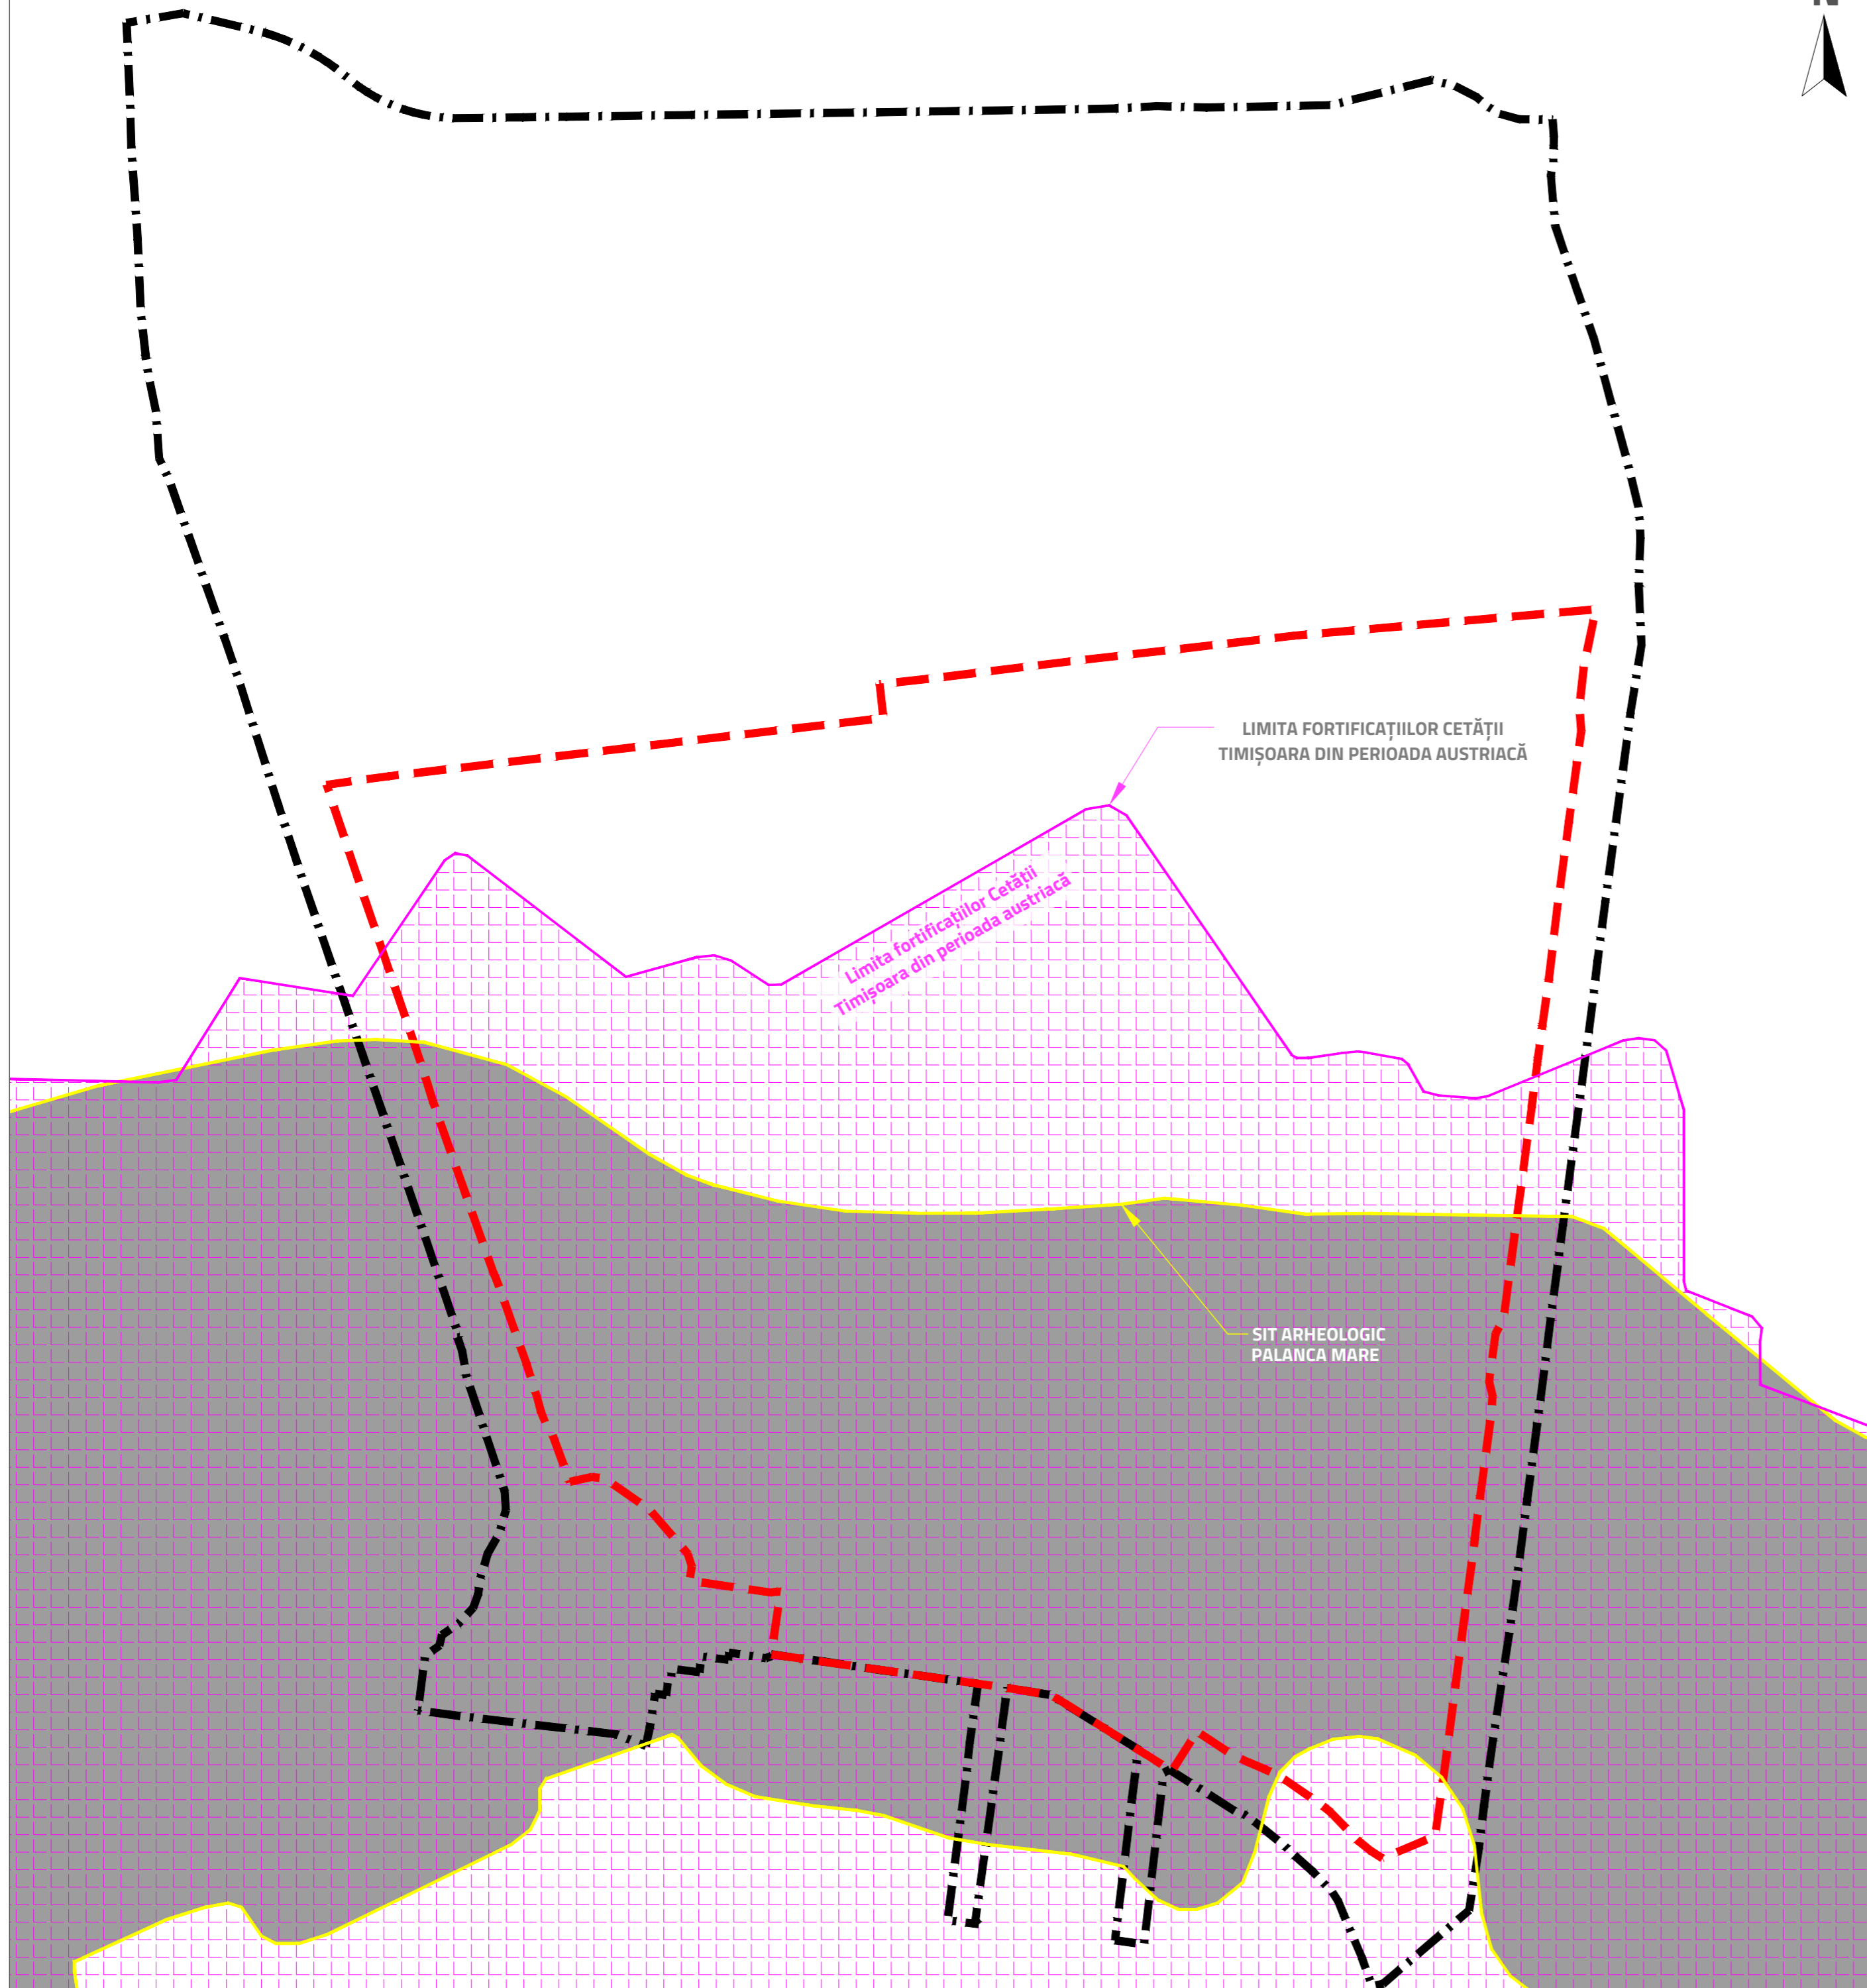 N
LIMITA FORTIFICAȚIILOR CETĂȚII
TIMIȘOARA DIN PERIOADA AUSTRIACĂ
Limita fortificațiilor Cetății
Timișoara din perioada austriacă
SIT ARHEOLOGIC
PALANCA MARE